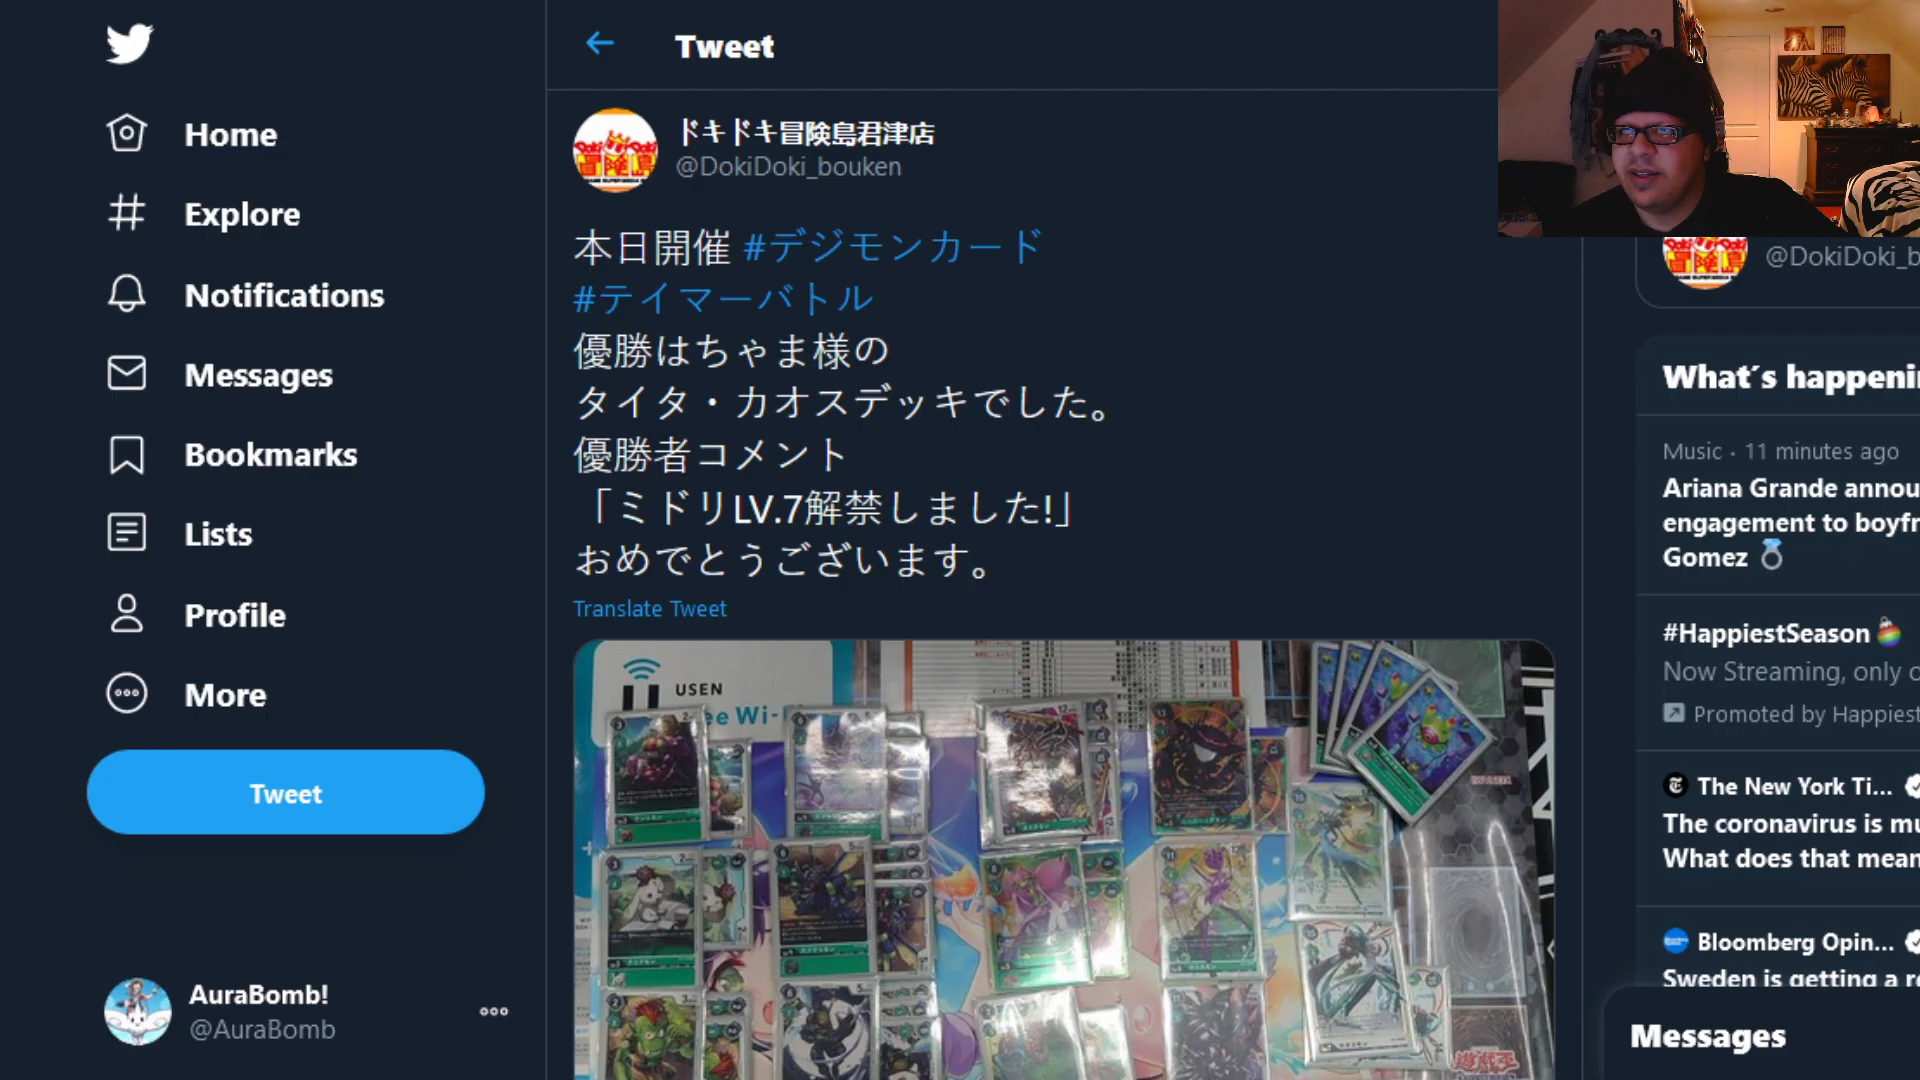 Home
Explore
Notifications
Messages
Bookmarks
Lists
Profile
More
Tweet
AuraBomb!
@AuraBomb
Tweet
ドキドキ冒険島君津店
@DokiDoki_bouken
本日開催 #デジモンカード
#テイマーバトル
優勝はちゃま様の
タイタ・カオスデッキでした。
優勝者コメント
「ミドリLV.7解禁しました!」
おめでとうございます。
Translate Tweet
USEN
ee Wi-
@DokiDoki_b
What´s happeni
Music · 11 minutes ago
Ariana Grande annou
engagement to boyfr
Gomez
#HappiestSeason
Now Streaming, only o
Promoted by Happiest
The New York Ti...
The coronavirus is mu
What does that mean
Bloomberg Opin...
Sweden is getting a re
Messages